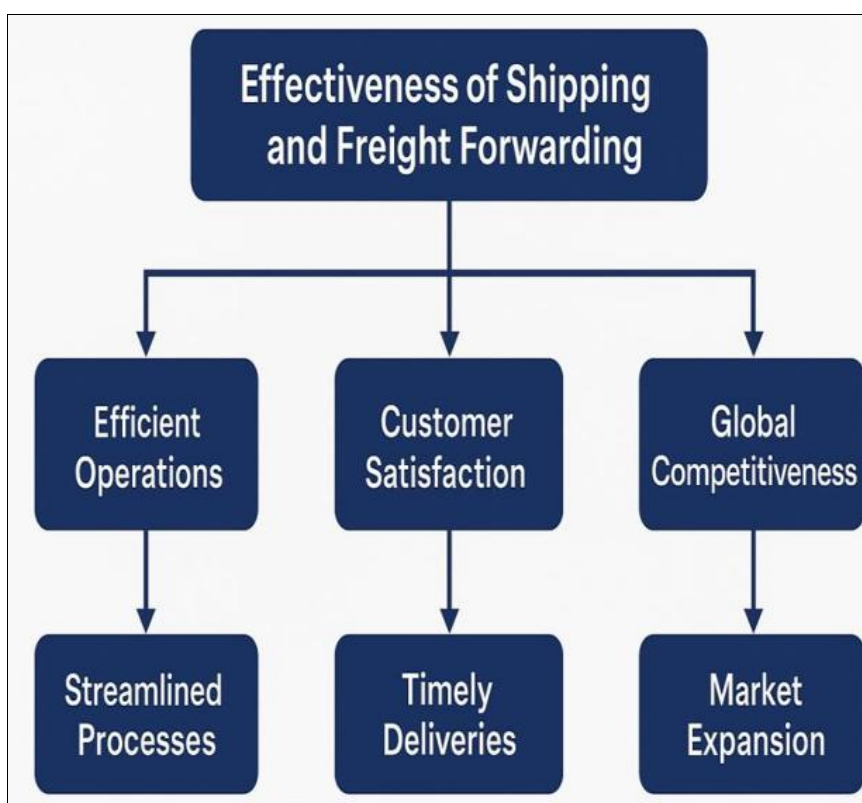 Effectiveness of Shipping
and Freight Forwarding
Efficient
Operations
Customer
Satisfaction
Global
Competitiveness
Streamlined
Processes
Timely
Deliveries
Market
Expansion